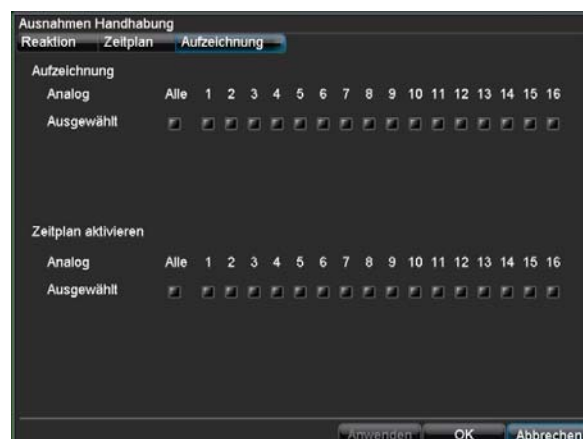 Ausnahmen Handhabung
Reaktion Zeitplan Aufzeichnung
Aufzeichnung
Analog Alle 1 2 3 4 5 6 7 8 9 10 11 12 13 14 15 16
Ausgewählt
Zeitplan aktivieren
Analog Alle 1 2 3 4 5 6 7 8 9 10 11 12 13 14 15 16
Ausgewählt
Anwenden OK Abbrechen